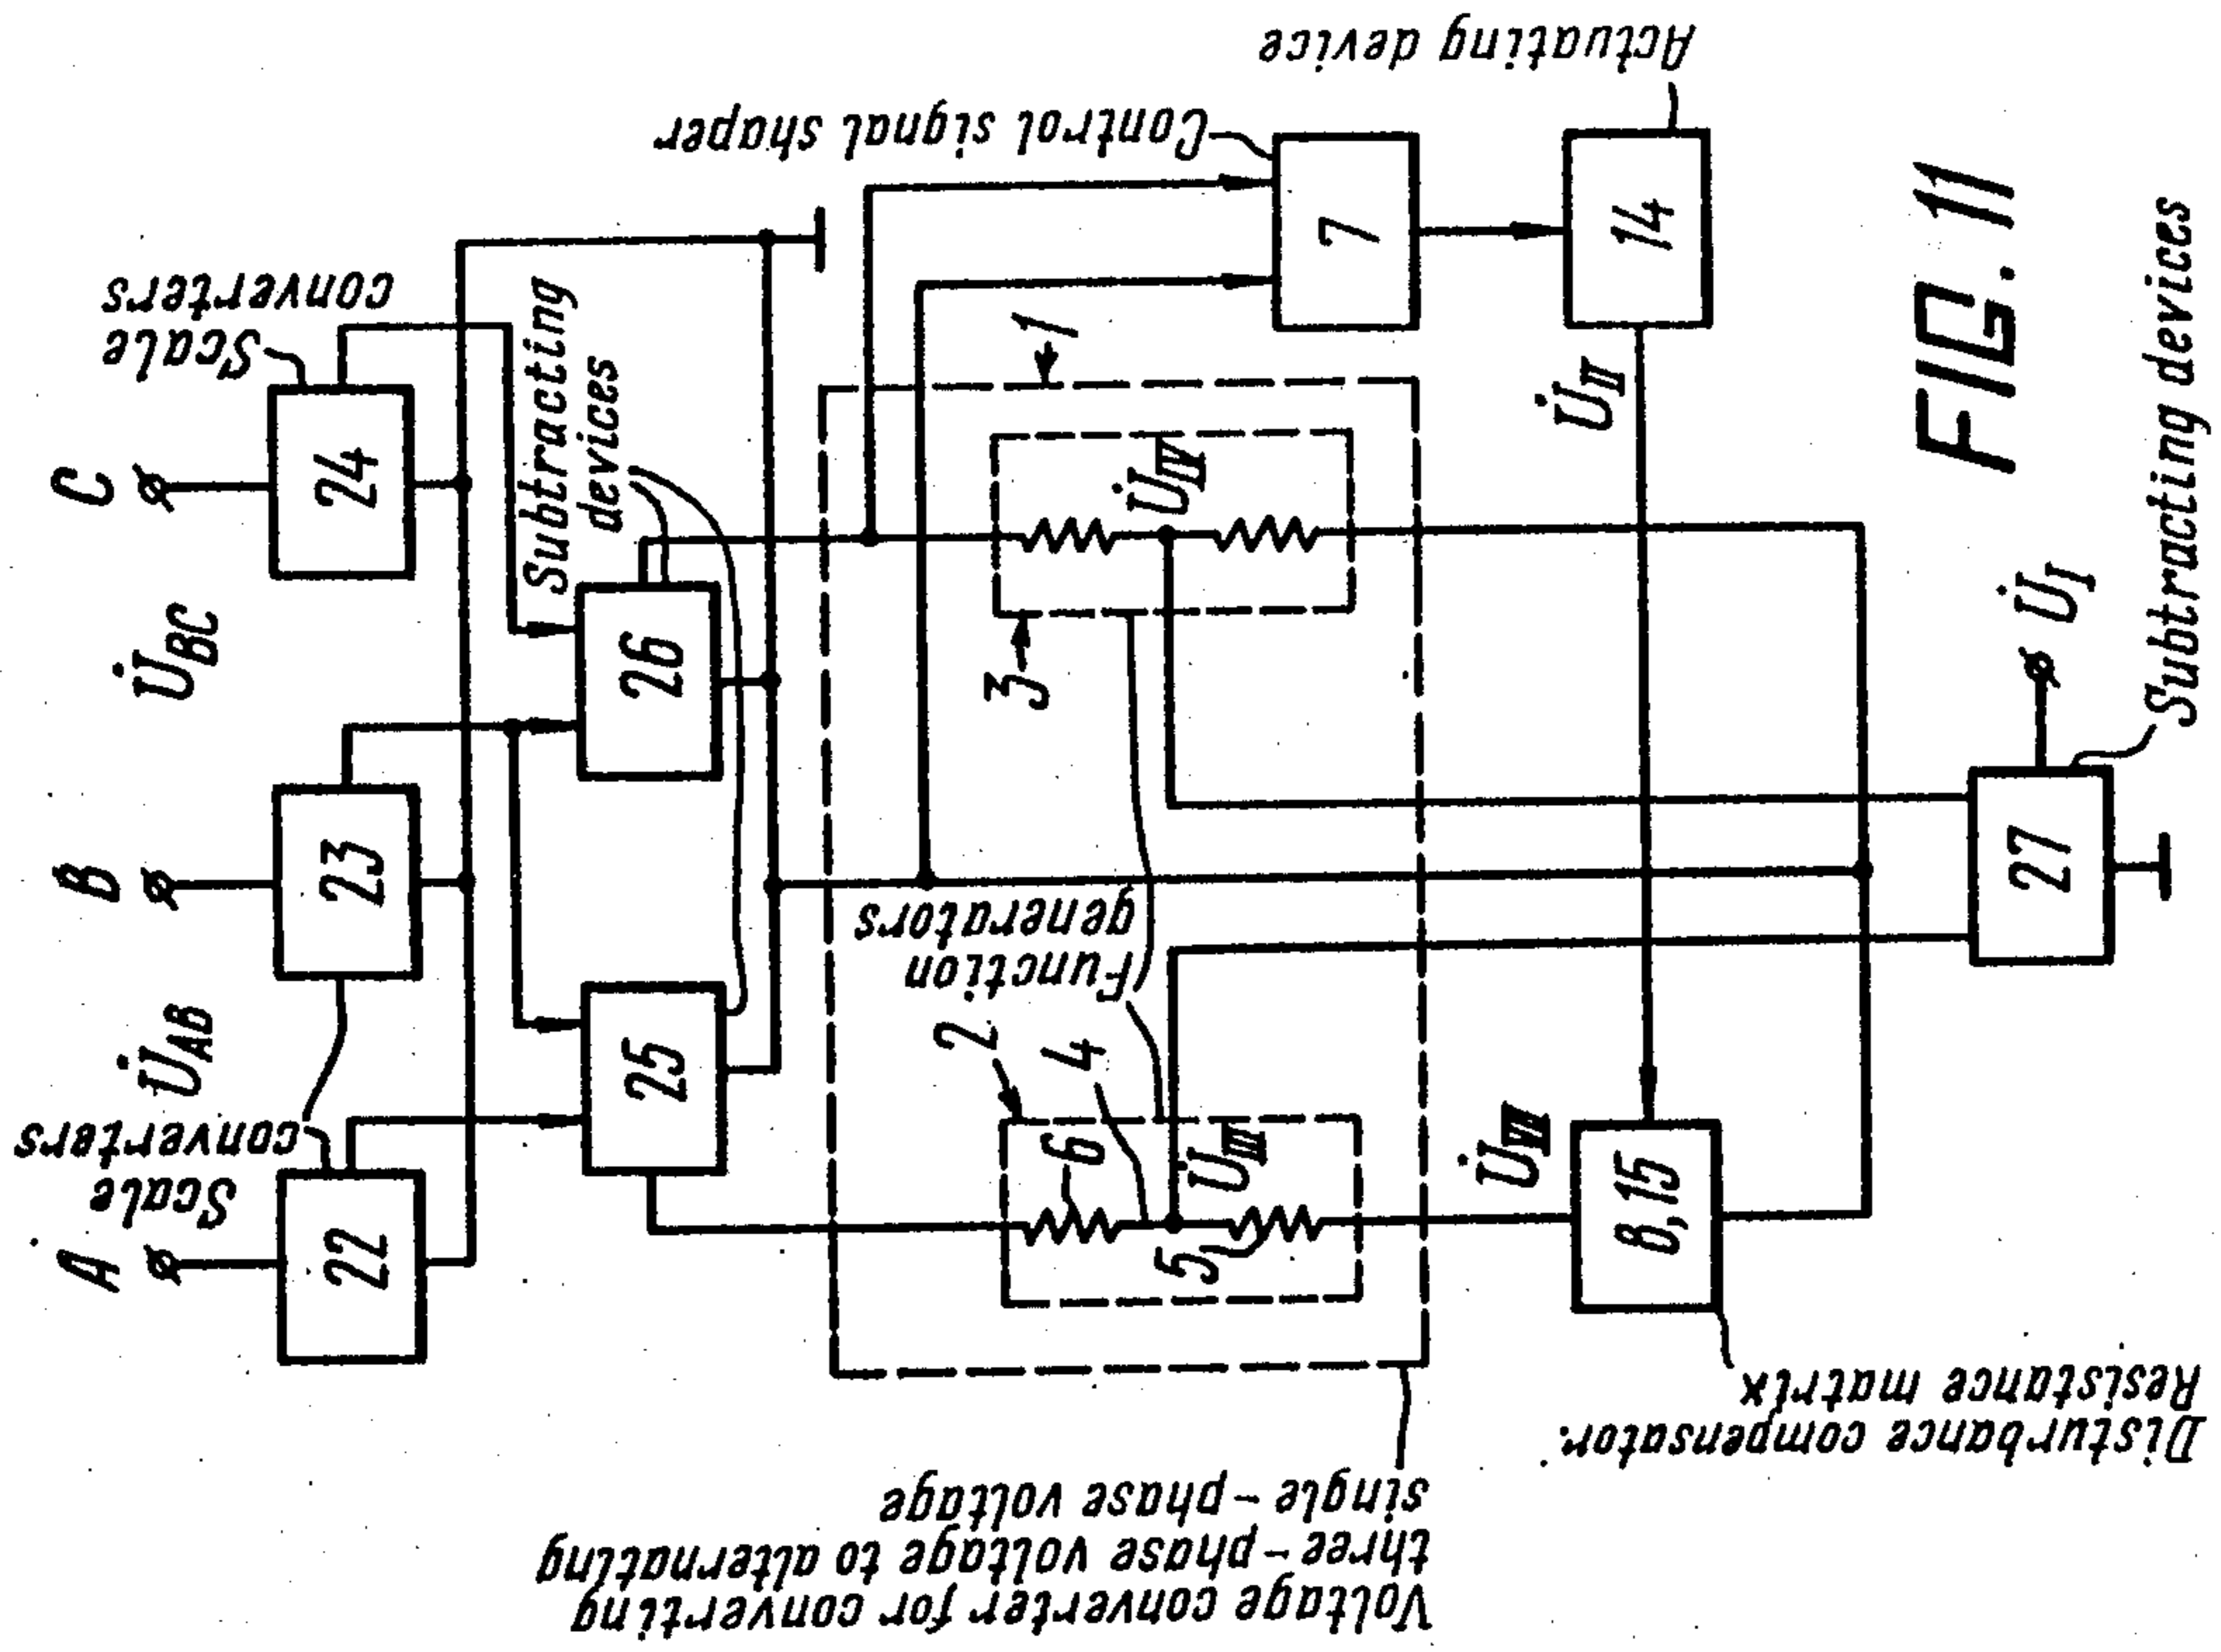 A
B
C
U̇AB
U̇BC
Scale
converters
Scale
converters
22
23
24
Subtracting
devices
25
26
1
2
3
4
5
6
U̇III
U̇IV
Function
generators
Control signal shaper
7
Actuating device
14
U̇II
U̇VI
8,15
27
U̇I
Subtracting devices
Disturbance compensator.
Resistance matrix
Voltage converter for converting
three-phase voltage to alternating
single-phase voltage
FIG. 11